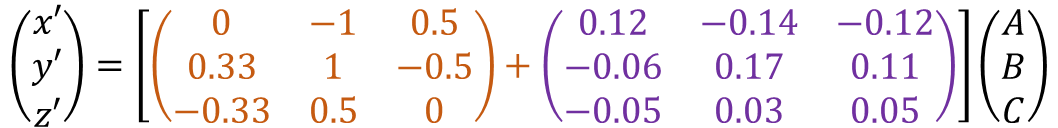 x′ 0 −1 0.5 0.12 −0.14 −0.12 A
y′ = [ 0.33 1 −0.5 + −0.06 0.17 0.11 ] B
z′ −0.33 0.5 0 −0.05 0.03 0.05 C